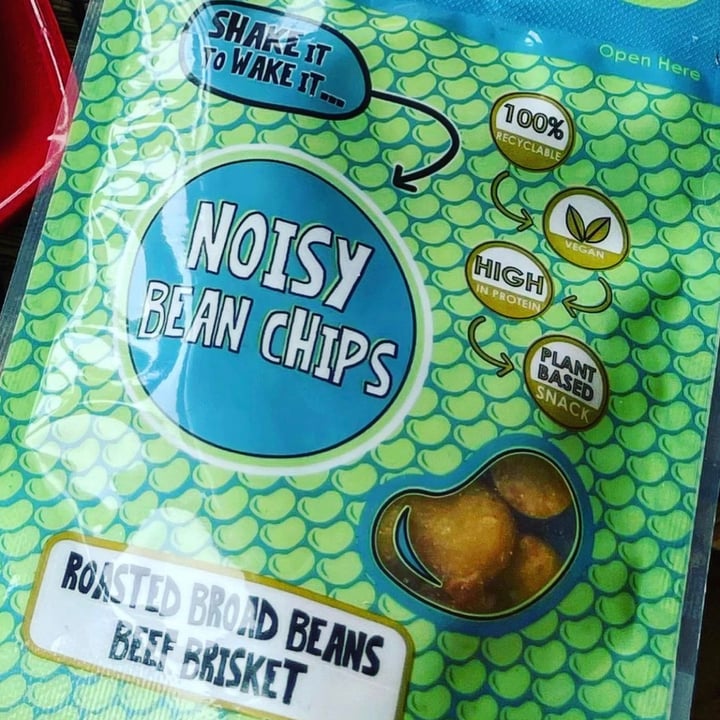 SHAKE IT
TO WAKE IT...
Open Here
100%
RECYCLABLE
VEGAN
HIGH
IN PROTEIN
PLANT
BASED
SNACK
NOISY
BEAN CHIPS
ROASTED BROAD BEANS
BEEF BRISKET